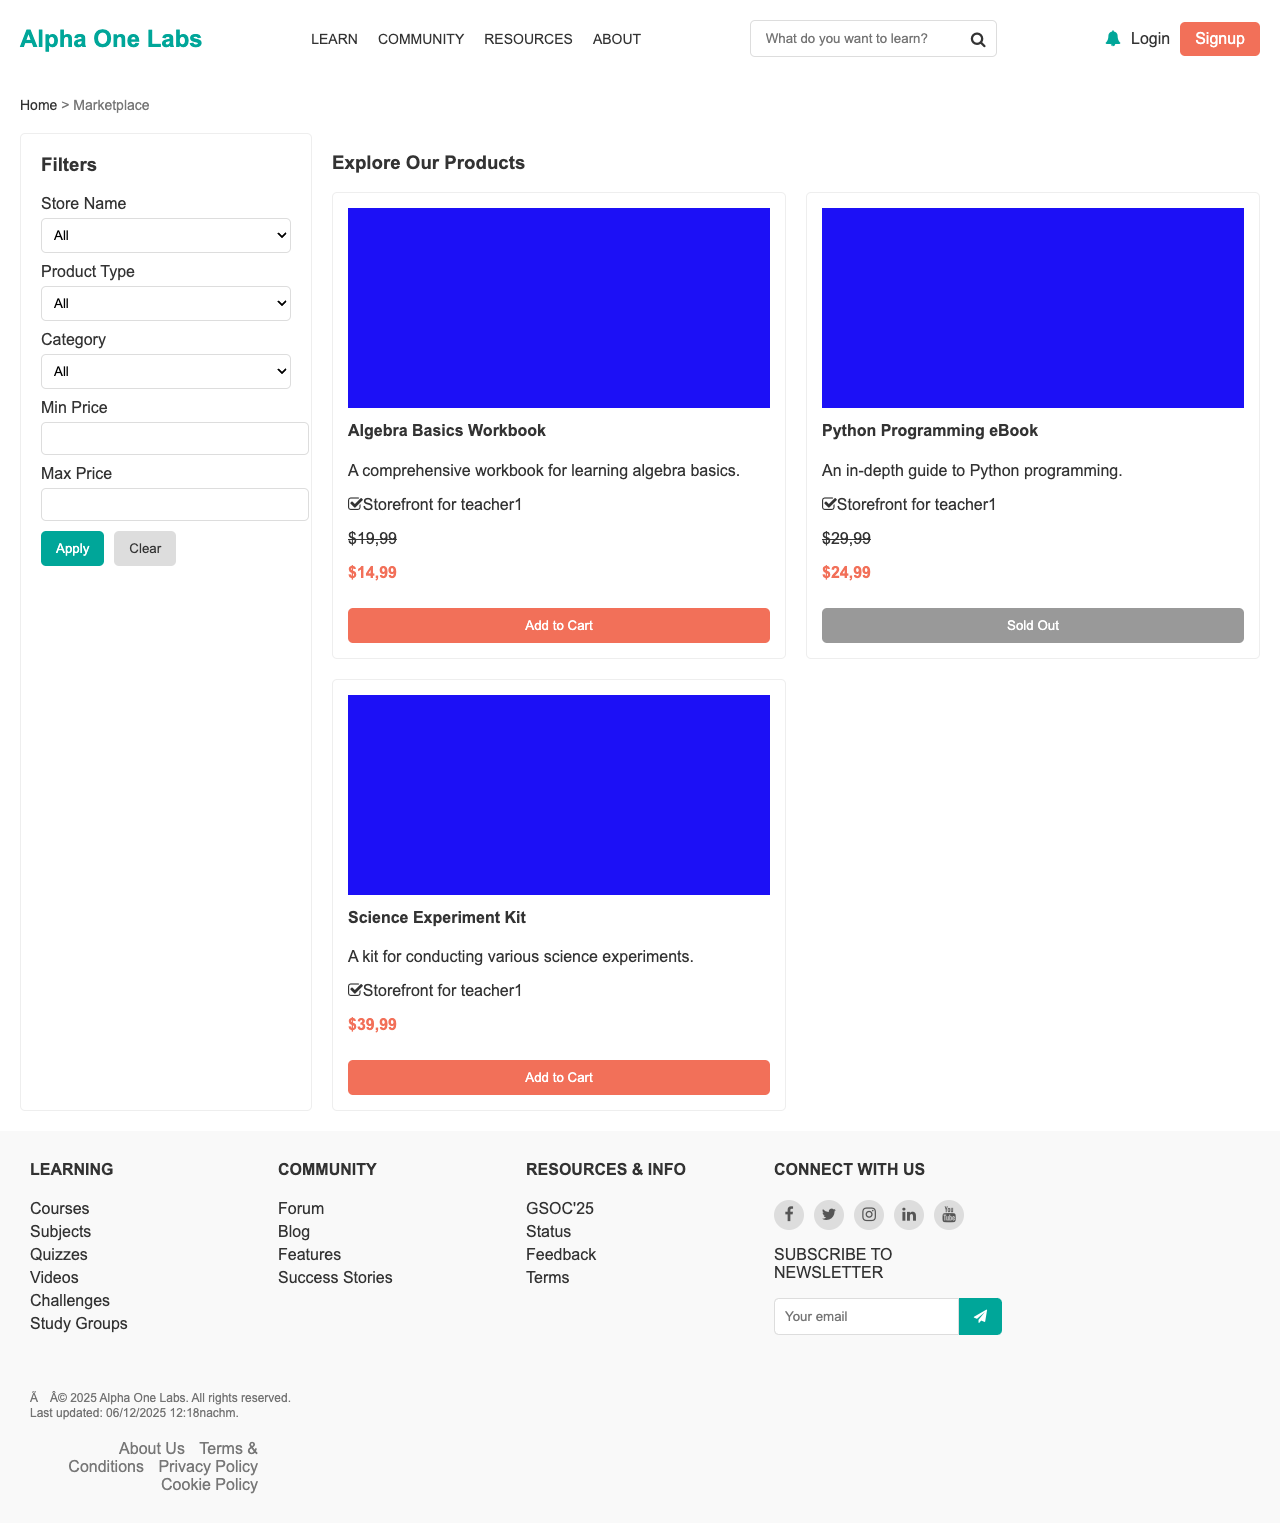 Alpha One Labs
LEARN COMMUNITY RESOURCES ABOUT
What do you want to learn?
Login Signup
Home > Marketplace
Filters
Store Name
All
Product Type
All
Category
All
Min Price
Max Price
Apply Clear
Explore Our Products
Algebra Basics Workbook
A comprehensive workbook for learning algebra basics.
Storefront for teacher1
$19,99
$14,99
Add to Cart
Python Programming eBook
An in-depth guide to Python programming.
Storefront for teacher1
$29,99
$24,99
Sold Out
Science Experiment Kit
A kit for conducting various science experiments.
Storefront for teacher1
$39,99
Add to Cart
LEARNING
Courses
Subjects
Quizzes
Videos
Challenges
Study Groups
COMMUNITY
Forum
Blog
Features
Success Stories
RESOURCES & INFO
GSOC'25
Status
Feedback
Terms
CONNECT WITH US
SUBSCRIBE TO
NEWSLETTER
Your email
Ã Â© 2025 Alpha One Labs. All rights reserved.
Last updated: 06/12/2025 12:18nachm.
About Us Terms &
Conditions Privacy Policy
Cookie Policy